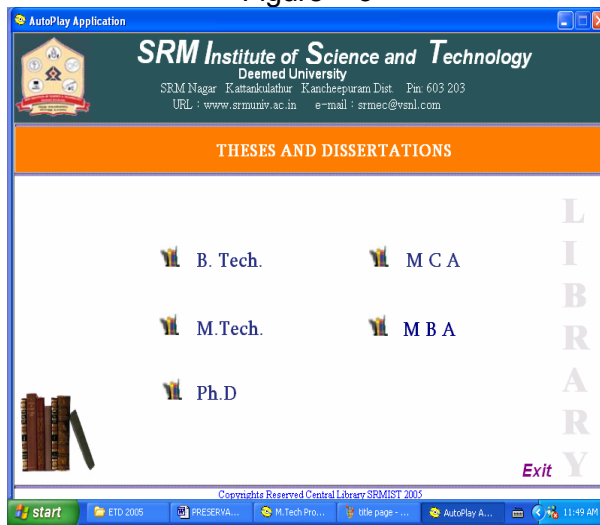 AutoPlay Application
SRM Institute of Science and Technology
Deemed University
SRM Nagar Kattankulathur Kancheepuram Dist. Pin: 603 203
URL : www.srmuniv.ac.in e-mail : srmec@vsnl.com
THESES AND DISSERTATIONS
B. Tech. M C A
M.Tech. M B A
Ph.D
LIBRARY
Exit
Copyrights Reserved Central Library SRMIST 2005
start ETD 2005 PRESERVA... M.Tech Pro... title page - ... AutoPlay A... 11:49 AM